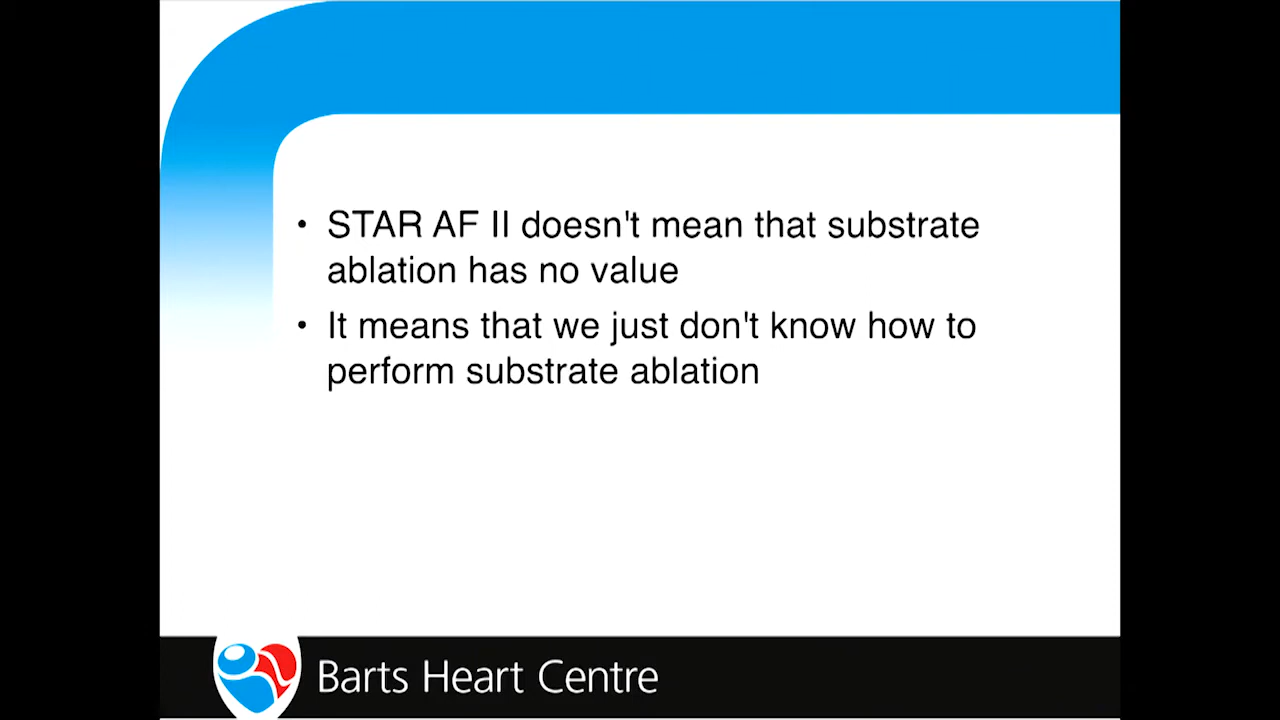 • STAR AF II doesn't mean that substrate
ablation has no value
• It means that we just don't know how to
perform substrate ablation
Barts Heart Centre